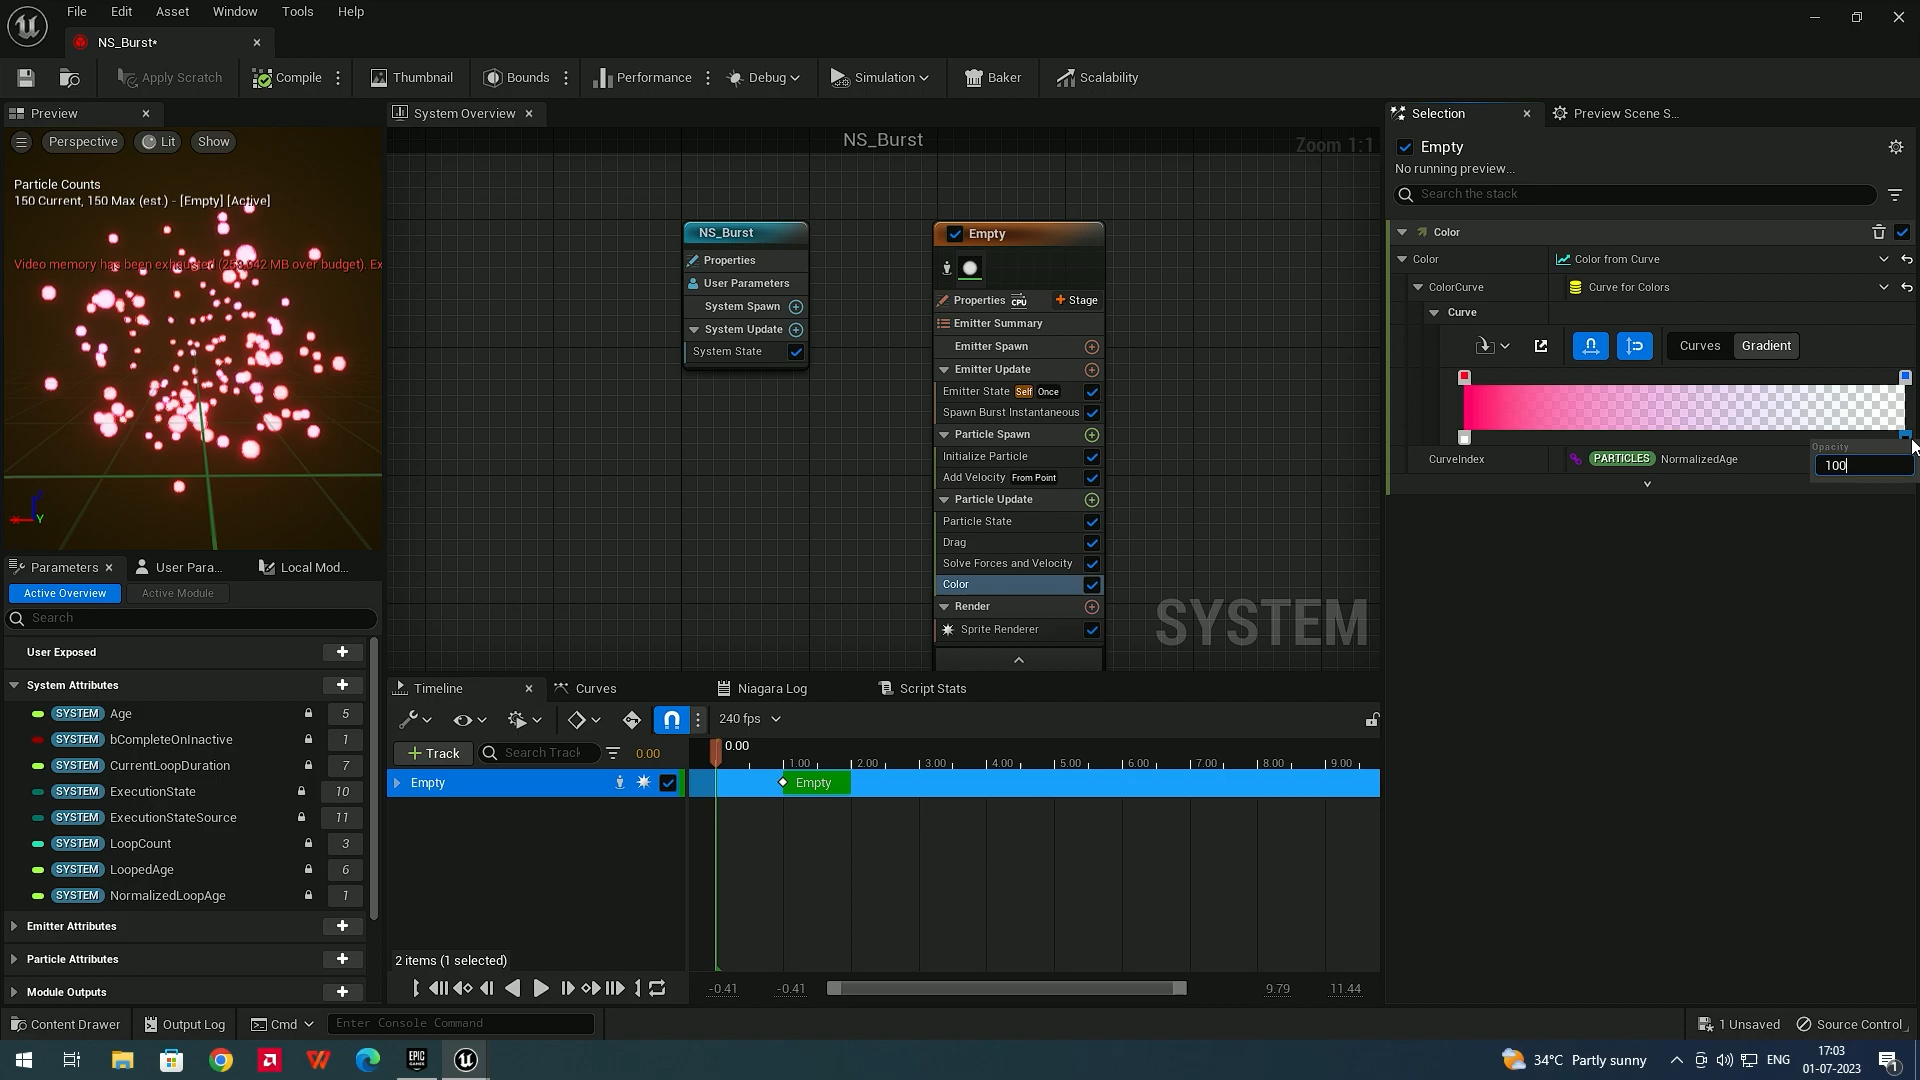 File Edit Asset Window Tools Help
NS_Burst*
Apply Scratch Compile Thumbnail Bounds Performance Debug Simulation Baker Scalability
Preview
Perspective Lit Show
Particle Counts
150 Current, 150 Max (est.) - [Empty] [Active]
Video memory has been exhausted (258.942 MB over budget). Ex
System Overview
NS_Burst
Zoom 1:1
NS_Burst
Properties
User Parameters
System Spawn
System Update
System State
Empty
Properties CPU Stage
Emitter Summary
Emitter Spawn
Emitter Update
Emitter State Self Once
Spawn Burst Instantaneous
Particle Spawn
Initialize Particle
Add Velocity From Point
Particle Update
Particle State
Drag
Solve Forces and Velocity
Color
Render
Sprite Renderer
SYSTEM
Selection Preview Scene S...
Empty
No running preview...
Search the stack
Color
Color Color from Curve
ColorCurve Curve for Colors
Curve
Curves Gradient
Opacity
100
CurveIndex PARTICLES NormalizedAge
Parameters User Para... Local Mod...
Active Overview Active Module
Search
User Exposed
System Attributes
SYSTEM Age 5
SYSTEM bCompleteOnInactive 1
SYSTEM CurrentLoopDuration 7
SYSTEM ExecutionState 10
SYSTEM ExecutionStateSource 11
SYSTEM LoopCount 3
SYSTEM LoopedAge 6
SYSTEM NormalizedLoopAge 1
Emitter Attributes
Particle Attributes
Module Outputs
Timeline Curves Niagara Log Script Stats
240 fps
+ Track Search Track 0.00
0.00
1.00 2.00 3.00 4.00 5.00 6.00 7.00 8.00 9.00
Empty Empty
2 items (1 selected)
-0.41 -0.41 9.79 11.44
Content Drawer Output Log Cmd Enter Console Command 1 Unsaved Source Control
EPIC GAMES
34°C Partly sunny ENG 17:03
01-07-2023
1